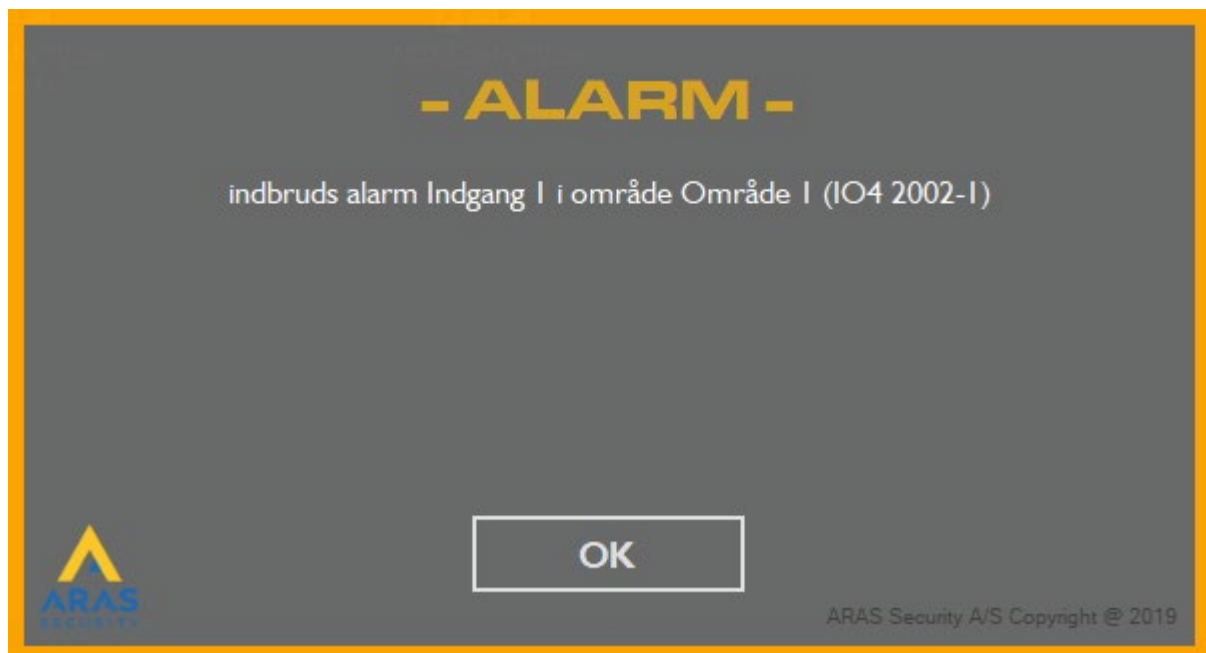 - ALARM -
indbruds alarm Indgang 1 i område Område 1 (IO4 2002-1)
OK
ARAS
SECURITY
ARAS Security A/S Copyright @ 2019